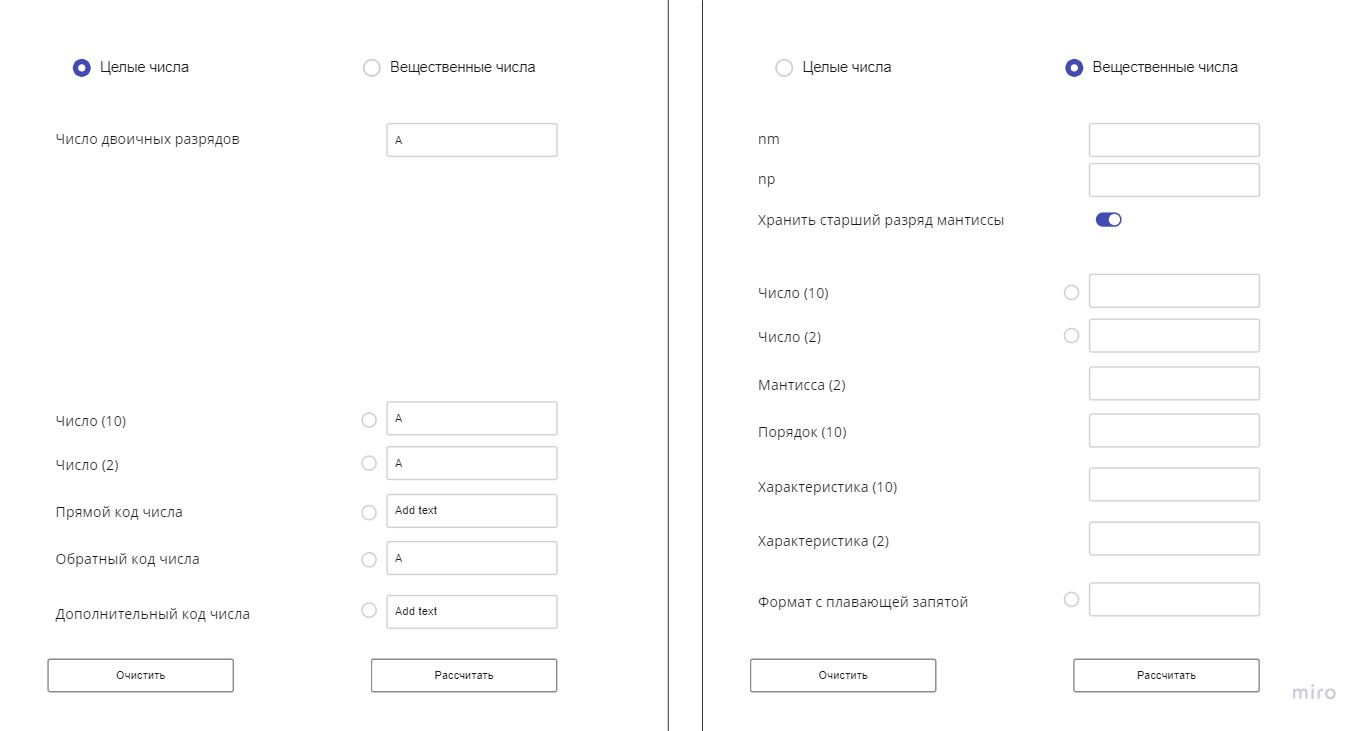 Целые числа
Вещественные числа
Число двоичных разрядов
A
Число (10)
A
Число (2)
A
Прямой код числа
Add text
Обратный код числа
A
Дополнительный код числа
Add text
Очистить
Рассчитать
Целые числа
Вещественные числа
nm
np
Хранить старший разряд мантиссы
Число (10)
Число (2)
Мантисса (2)
Порядок (10)
Характеристика (10)
Характеристика (2)
Формат с плавающей запятой
Очистить
Рассчитать
miro